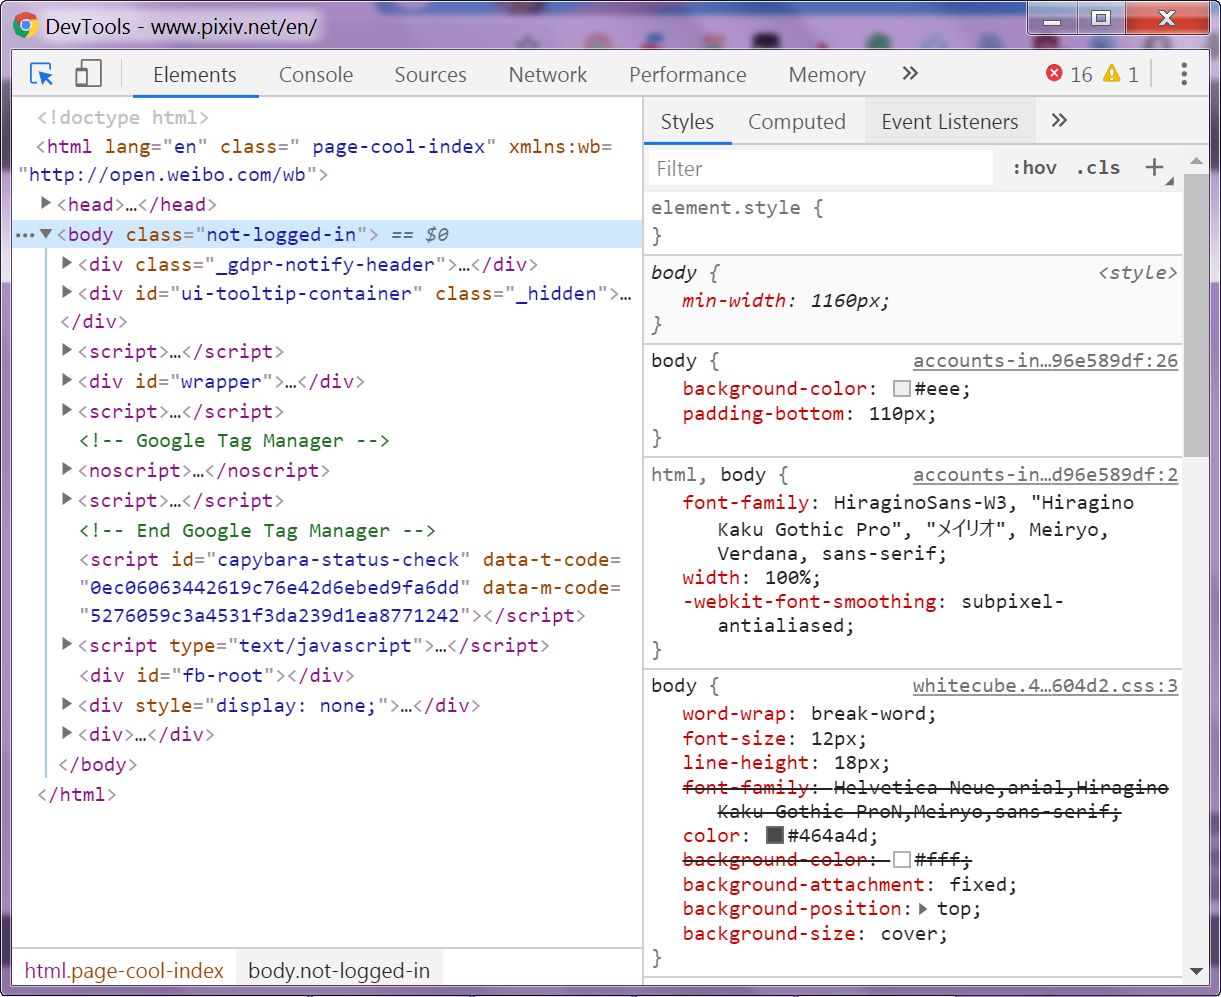 DevTools - www.pixiv.net/en/
Elements Console Sources Network Performance Memory » 16 1
<!doctype html>
<html lang="en" class=" page-cool-index" xmlns:wb=
"http://open.weibo.com/wb">
<head>…</head>
<body class="not-logged-in"> == $0
<div class="_gdpr-notify-header">…</div>
<div id="ui-tooltip-container" class="_hidden">…
</div>
<script>…</script>
<div id="wrapper">…</div>
<script>…</script>
<!-- Google Tag Manager -->
<noscript>…</noscript>
<script>…</script>
<!-- End Google Tag Manager -->
<script id="capybara-status-check" data-t-code=
"0ec06063442619c76e42d6ebed9fa6dd" data-m-code=
"5276059c3a4531f3da239d1ea8771242"></script>
<script type="text/javascript">…</script>
<div id="fb-root"></div>
<div style="display: none;">…</div>
<div>…</div>
</body>
</html>
html.page-cool-index body.not-logged-in
Styles Computed Event Listeners »
Filter :hov .cls +
element.style {
}
body { <style>
min-width: 1160px;
}
body { accounts-in…96e589df:26
background-color: #eee;
padding-bottom: 110px;
}
html, body { accounts-in…d96e589df:2
font-family: HiraginoSans-W3, "Hiragino
Kaku Gothic Pro", "メイリオ", Meiryo,
Verdana, sans-serif;
width: 100%;
-webkit-font-smoothing: subpixel-
antialiased;
}
body { whitecube.4…604d2.css:3
word-wrap: break-word;
font-size: 12px;
line-height: 18px;
font-family: Helvetica Neue,arial,Hiragino
Kaku Gothic ProN,Meiryo,sans-serif;
color: #464a4d;
background-color: #fff;
background-attachment: fixed;
background-position: top;
background-size: cover;
}